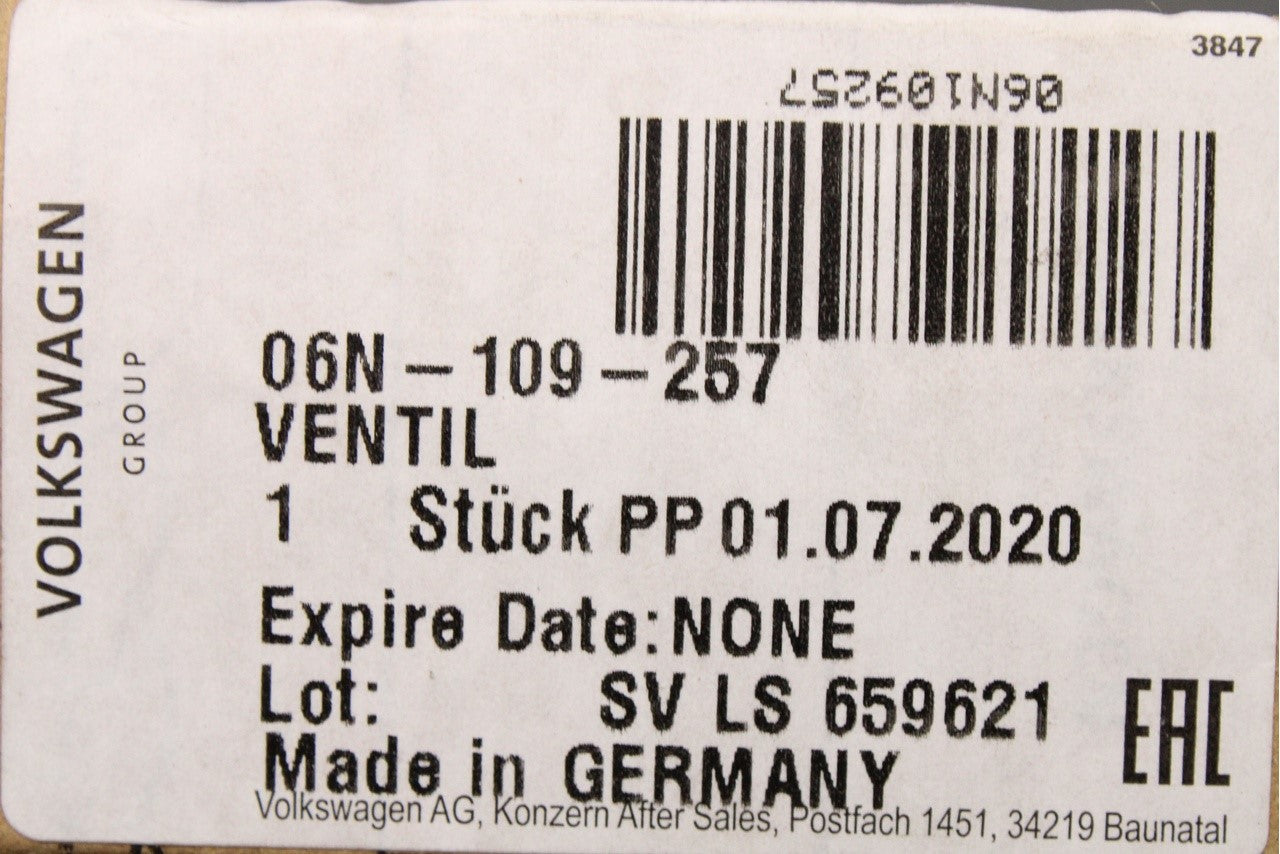 3847
06N109257
VOLKSWAGEN
GROUP
06N-109-257
VENTIL
1 Stück PP 01.07.2020
Expire Date:NONE
Lot: SV LS 659621
EAC
Made in GERMANY
Volkswagen AG, Konzern After Sales, Postfach 1451, 34219 Baunatal